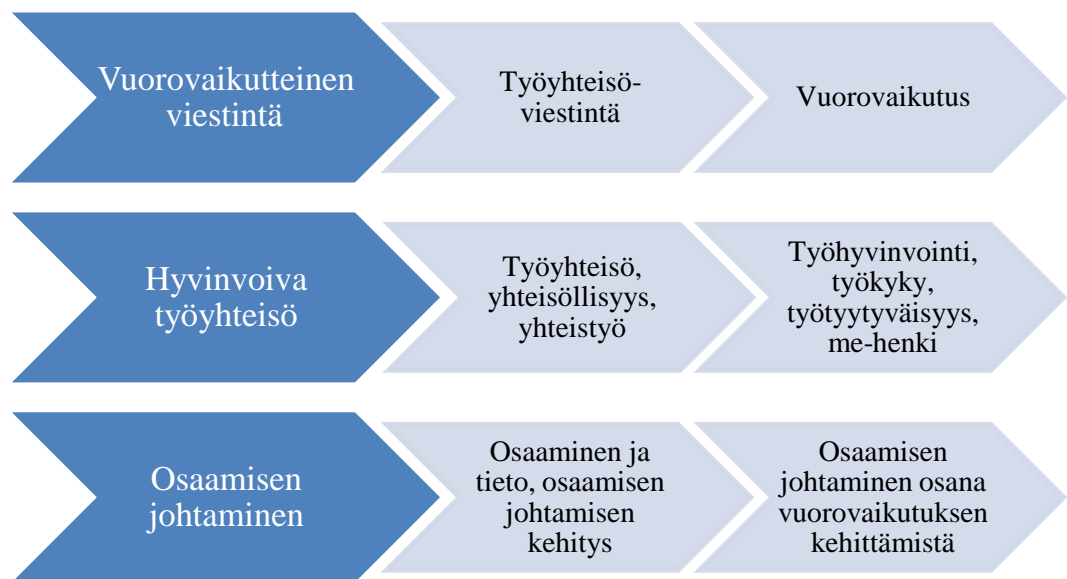 Vuorovaikutteinen
viestintä
Työyhteisö-
viestintä
Vuorovaikutus
Hyvinvoiva
työyhteisö
Työyhteisö,
yhteisöllisyys,
yhteistyö
Työhyvinvointi,
työkyky,
työtyytyväisyys,
me-henki
Osaamisen
johtaminen
Osaaminen ja
tieto, osaamisen
johtamisen
kehitys
Osaamisen
johtaminen osana
vuorovaikutuksen
kehittämistä